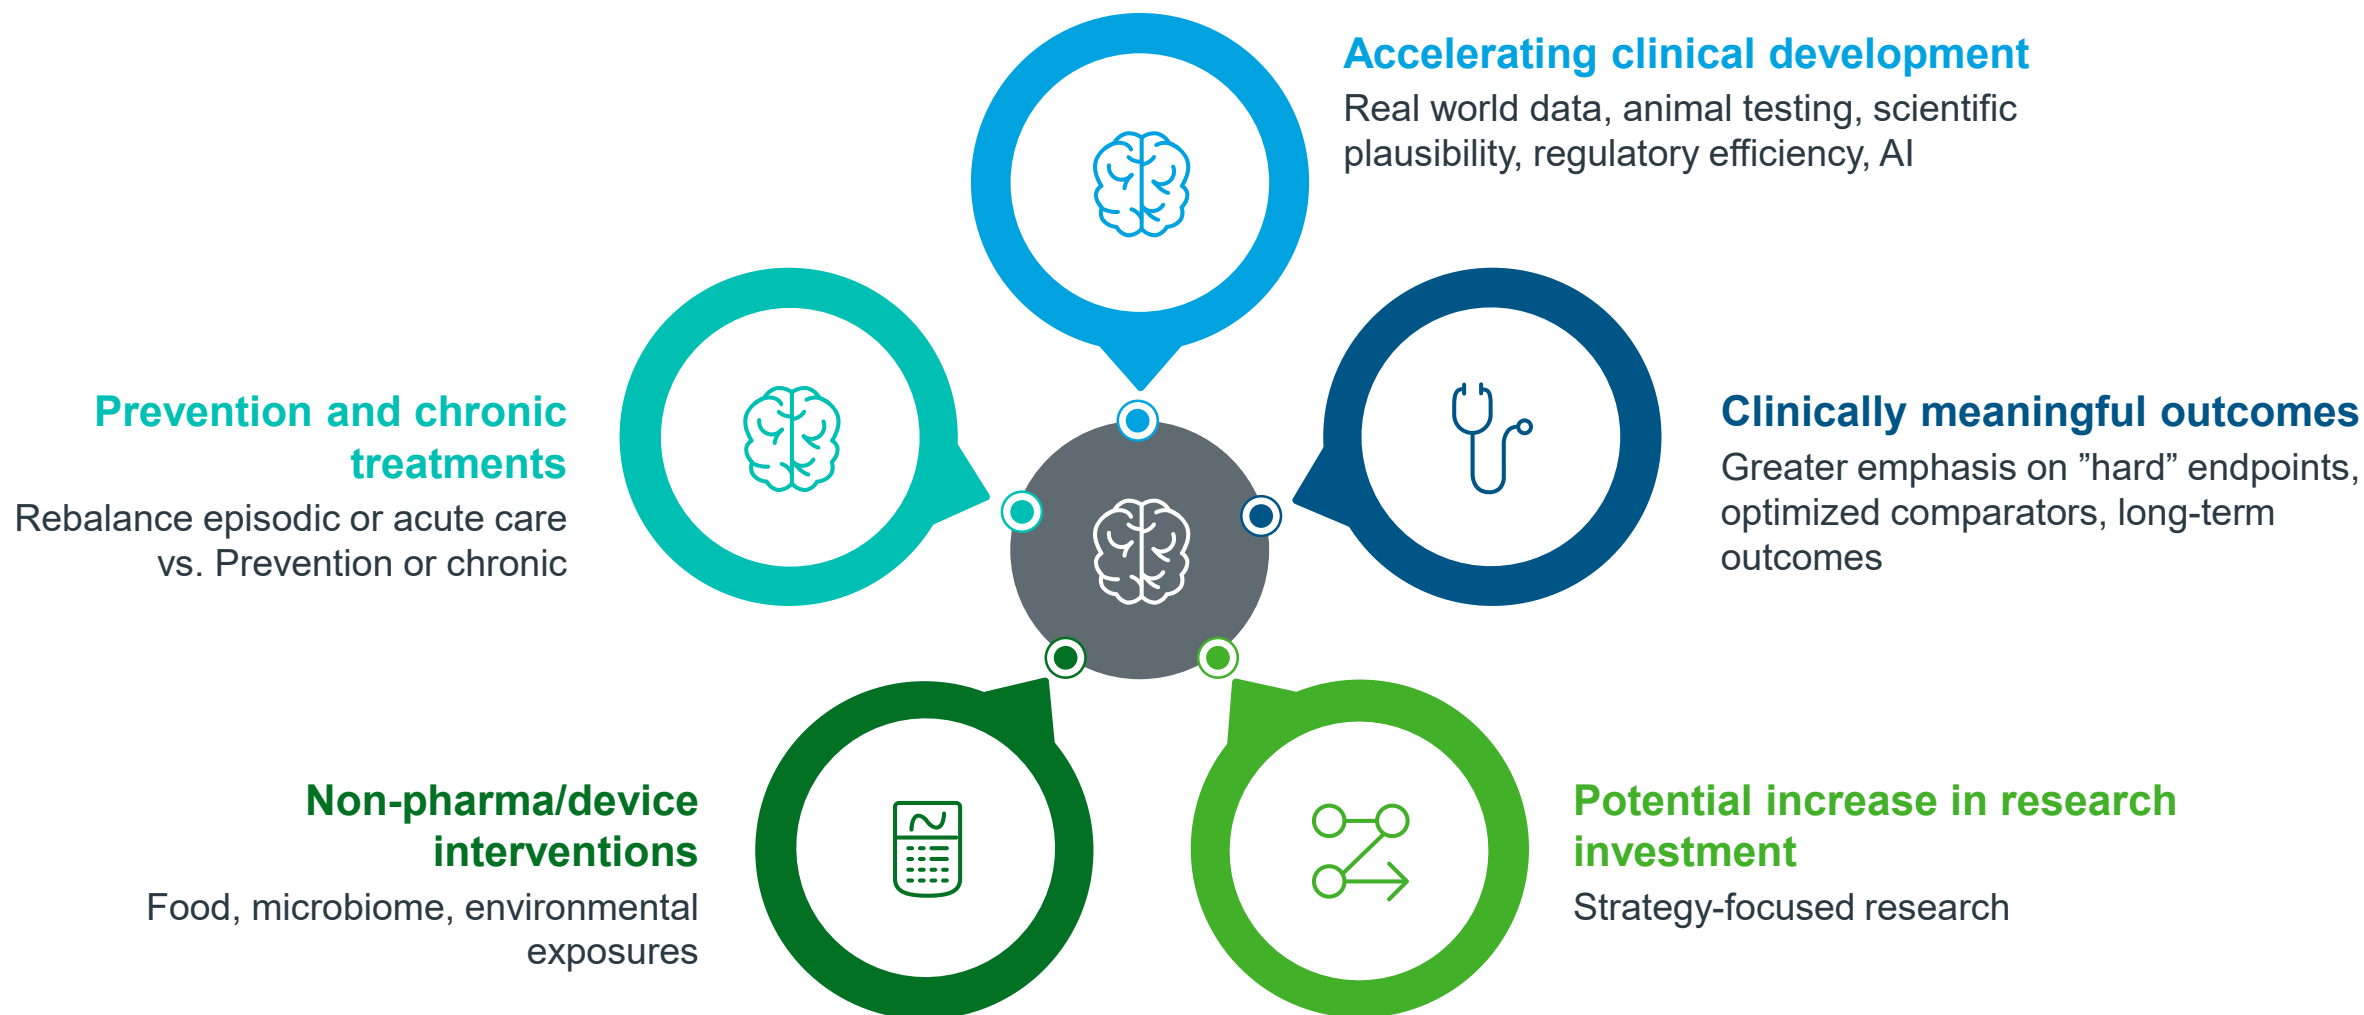 Accelerating clinical development
Real world data, animal testing, scientific
plausibility, regulatory efficiency, AI
Prevention and chronic
treatments
Rebalance episodic or acute care
vs. Prevention or chronic
Clinically meaningful outcomes
Greater emphasis on ”hard” endpoints,
optimized comparators, long-term
outcomes
Non-pharma/device
interventions
Food, microbiome, environmental
exposures
Potential increase in research
investment
Strategy-focused research